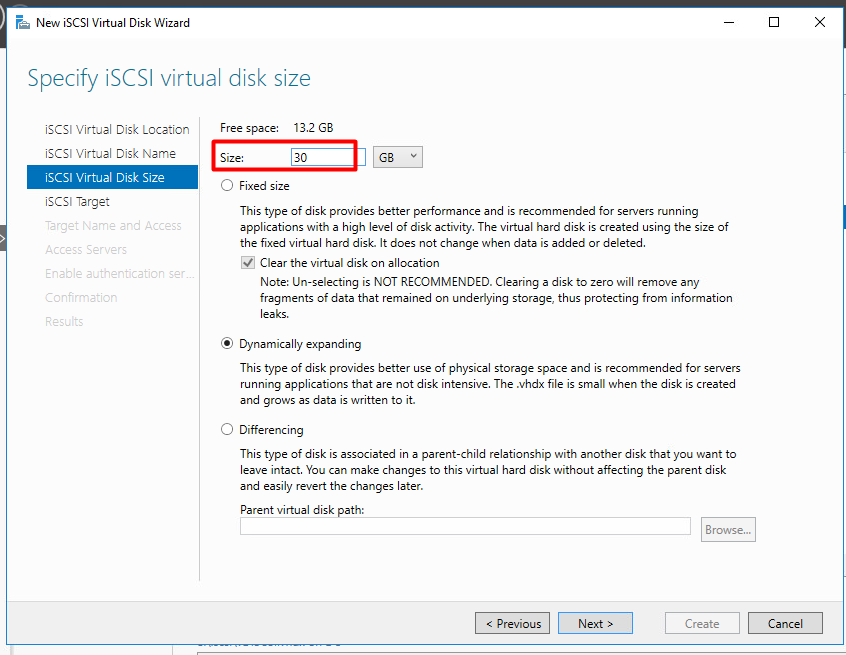 New iSCSI Virtual Disk Wizard
Specify iSCSI virtual disk size
iSCSI Virtual Disk Location
iSCSI Virtual Disk Name
iSCSI Virtual Disk Size
iSCSI Target
Target Name and Access
Access Servers
Enable authentication ser...
Confirmation
Results
Free space: 13.2 GB
Size: 30 GB
Fixed size
This type of disk provides better performance and is recommended for servers running
applications with a high level of disk activity. The virtual hard disk is created using the size of
the fixed virtual hard disk. It does not change when data is added or deleted.
Clear the virtual disk on allocation
Note: Un-selecting is NOT RECOMMENDED. Clearing a disk to zero will remove any
fragments of data that remained on underlying storage, thus protecting from information
leaks.
Dynamically expanding
This type of disk provides better use of physical storage space and is recommended for servers
running applications that are not disk intensive. The .vhdx file is small when the disk is created
and grows as data is written to it.
Differencing
This type of disk is associated in a parent-child relationship with another disk that you want to
leave intact. You can make changes to this virtual hard disk without affecting the parent disk
and easily revert the changes later.
Parent virtual disk path:
Browse...
< Previous Next > Create Cancel